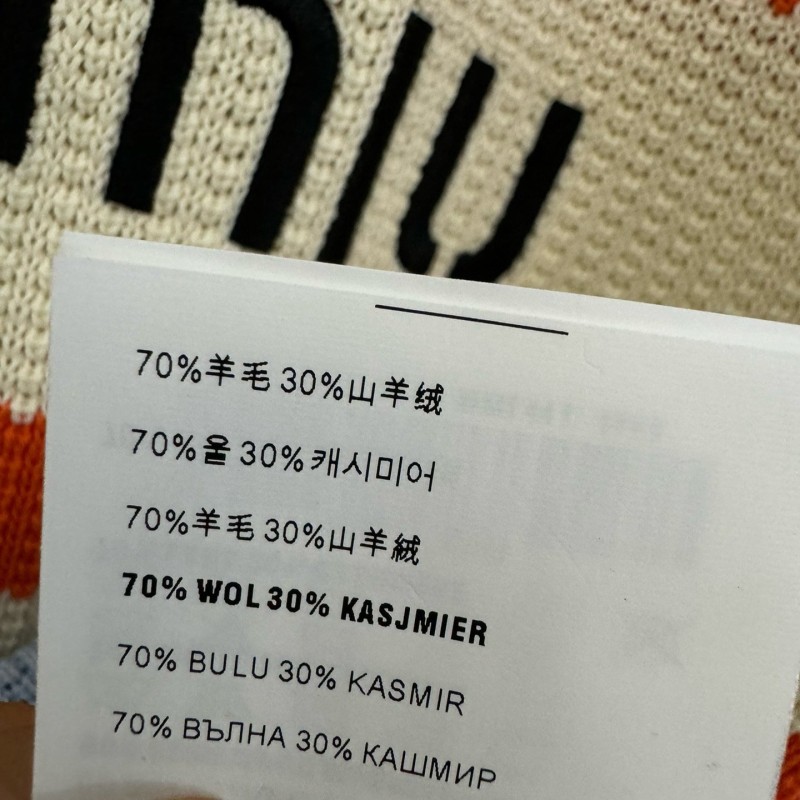 70%羊毛 30%山羊绒
70%울 30%캐시미어
70%羊毛 30%山羊絨
70% WOL 30% KASJMIER
70% BULU 30% KASMIR
70% ВЪЛНА 30% КАШМИР